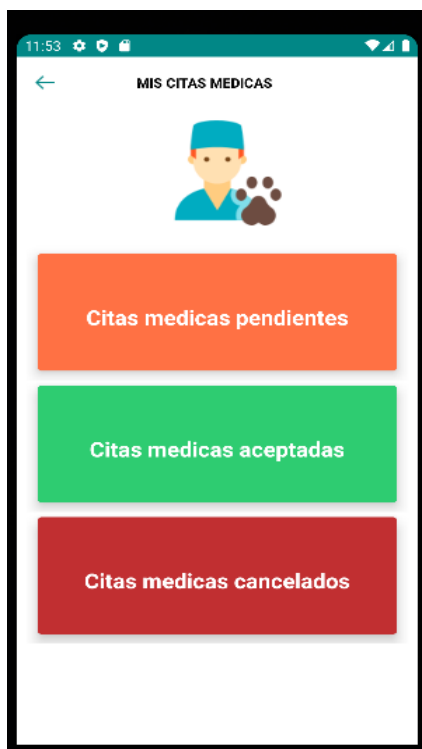 11:53
MIS CITAS MEDICAS
Citas medicas pendientes
Citas medicas aceptadas
Citas medicas cancelados